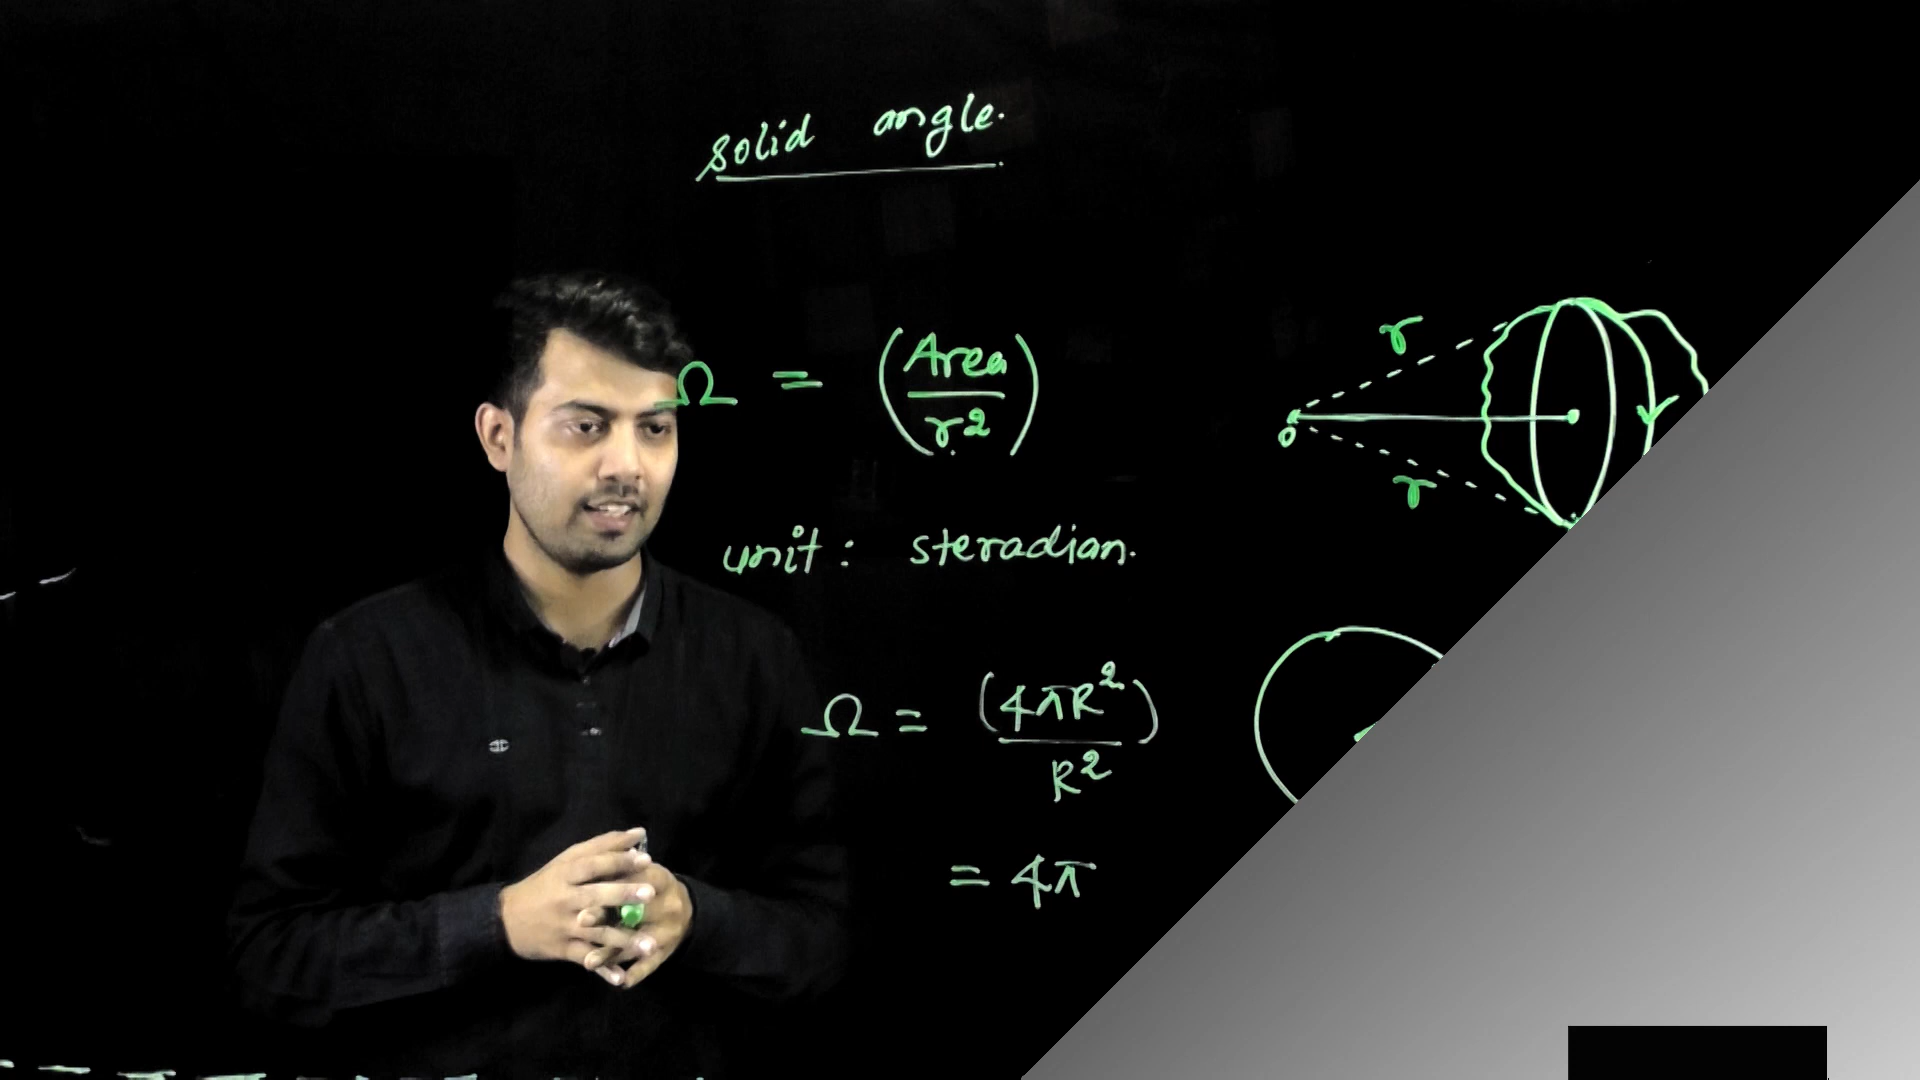 solid angle.
Ω = (Area / r²)
r
r
o
unit: steradian.
Ω = (4πR²) / R²
= 4π